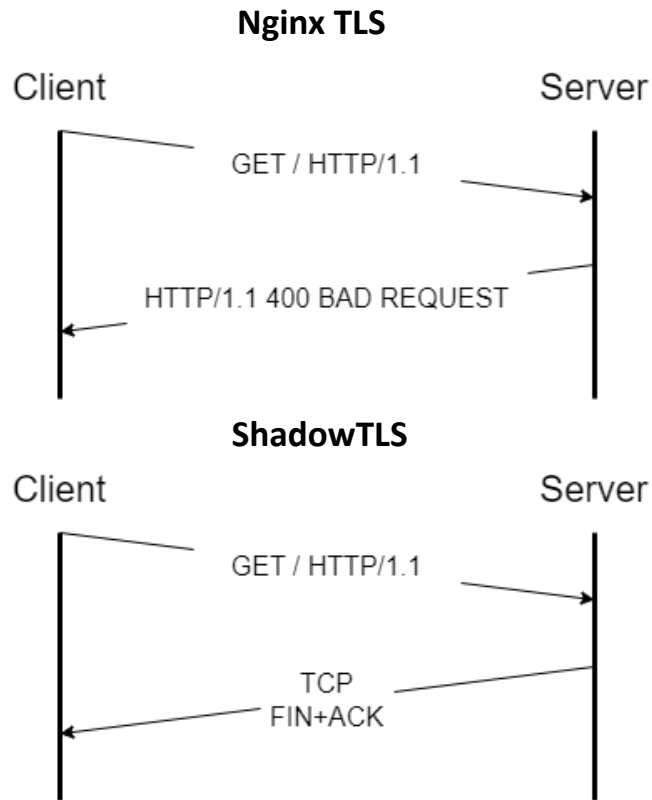 Nginx TLS
Client
Server
GET / HTTP/1.1
HTTP/1.1 400 BAD REQUEST
ShadowTLS
Client
Server
GET / HTTP/1.1
TCP
FIN+ACK